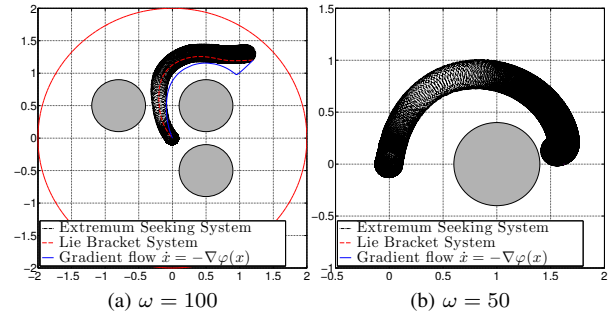 2
1.5
1
0.5
0
−0.5
−1
−1.5
−2
−2 −1.5 −1 −0.5 0 0.5 1 1.5 2
Extremum Seeking System
Lie Bracket System
Gradient flow ẋ = −∇φ(x)
(a) ω = 100
1
0.5
0
−0.5
−1
−0.5 0 0.5 1 1.5 2
Extremum Seeking System
Lie Bracket System
Gradient flow ẋ = −∇φ(x)
(b) ω = 50